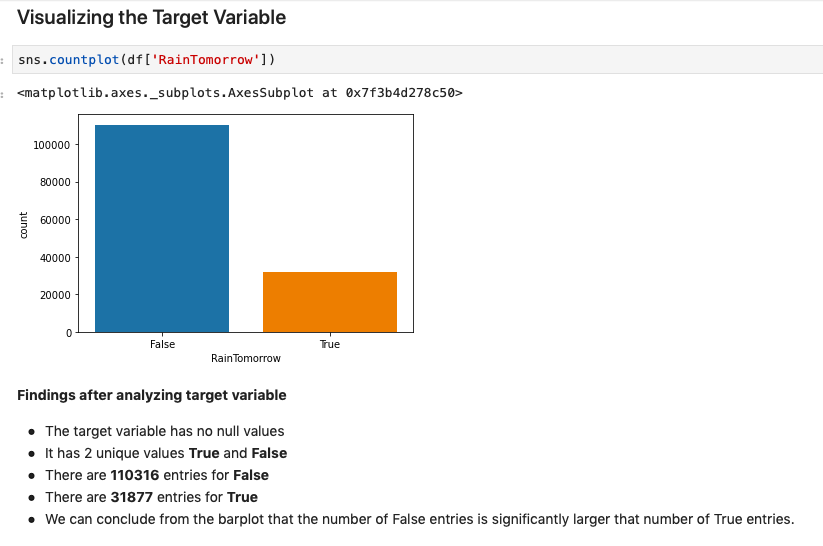 Visualizing the Target Variable
sns.countplot(df['RainTomorrow'])
<matplotlib.axes._subplots.AxesSubplot at 0x7f3b4d278c50>
100000
80000
60000
40000
20000
0
count
False True
RainTomorrow
Findings after analyzing target variable
● The target variable has no null values
● It has 2 unique values True and False
● There are 110316 entries for False
● There are 31877 entries for True
● We can conclude from the barplot that the number of False entries is significantly larger that number of True entries.